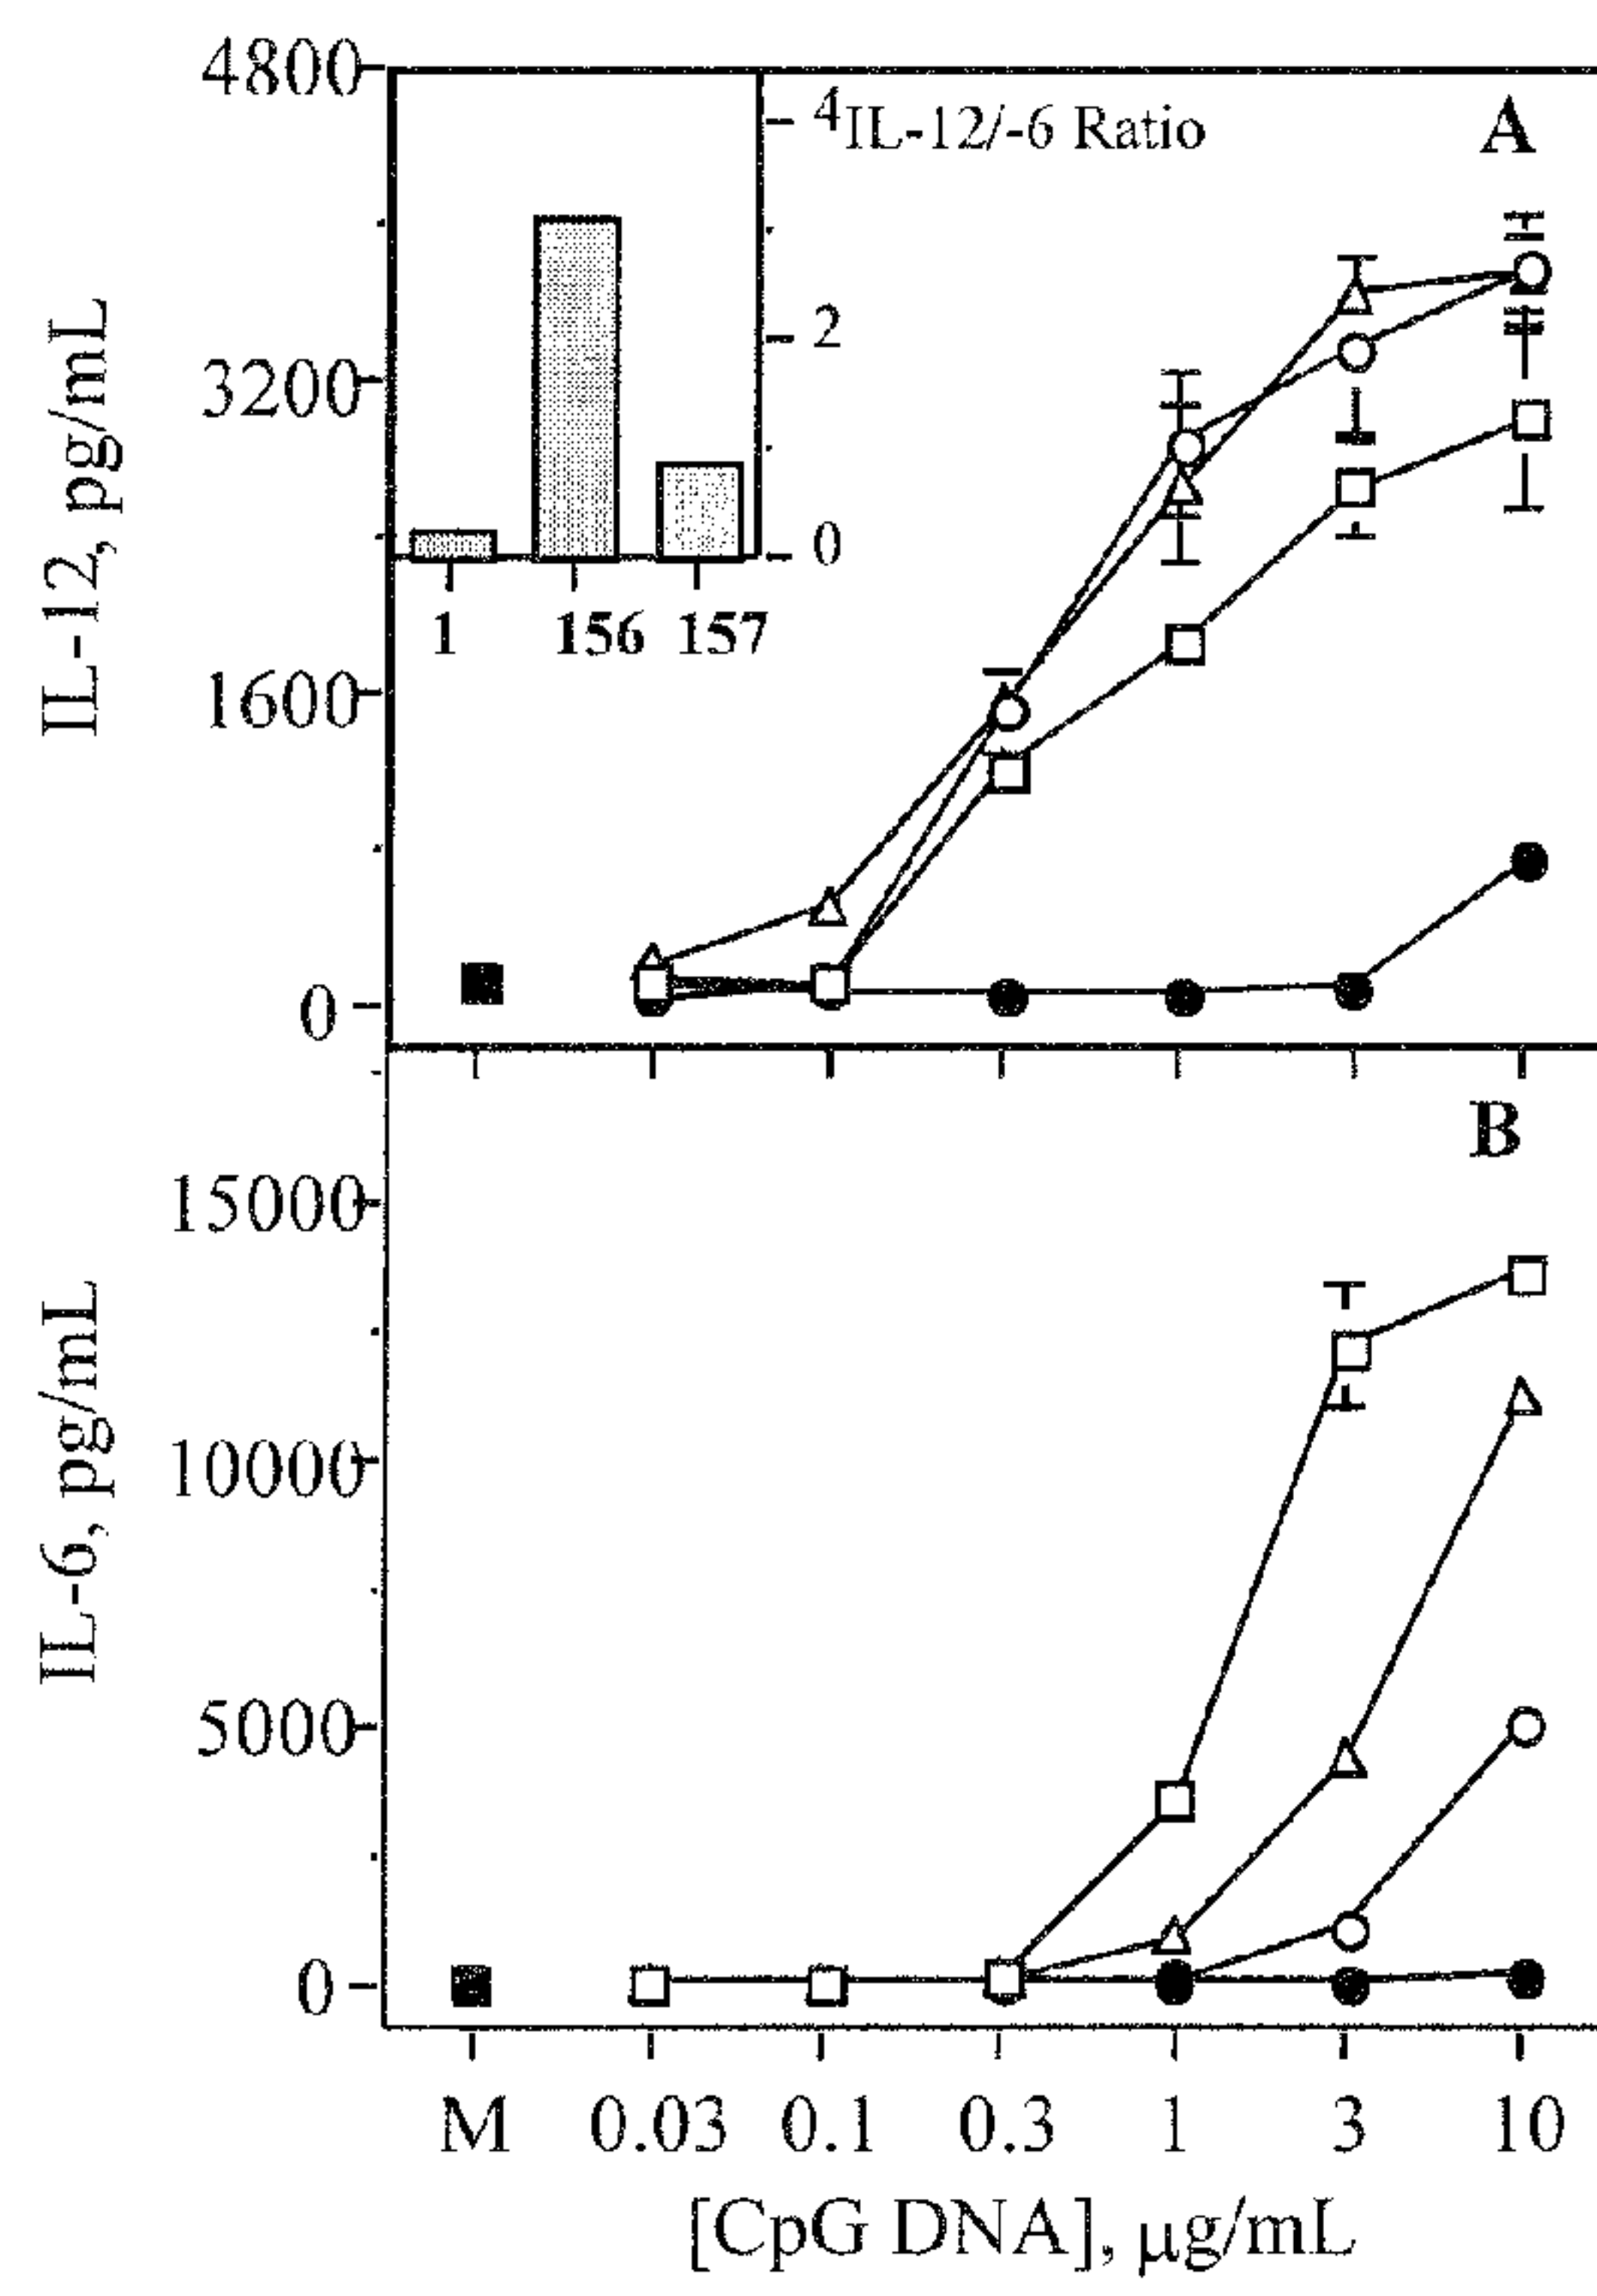 4800
4 IL-12/-6 Ratio
A
2
3200
0
1 156 157
1600
0
IL-12, pg/mL
B
15000
10000
5000
0
IL-6, pg/mL
M 0.03 0.1 0.3 1 3 10
[CpG DNA], μg/mL